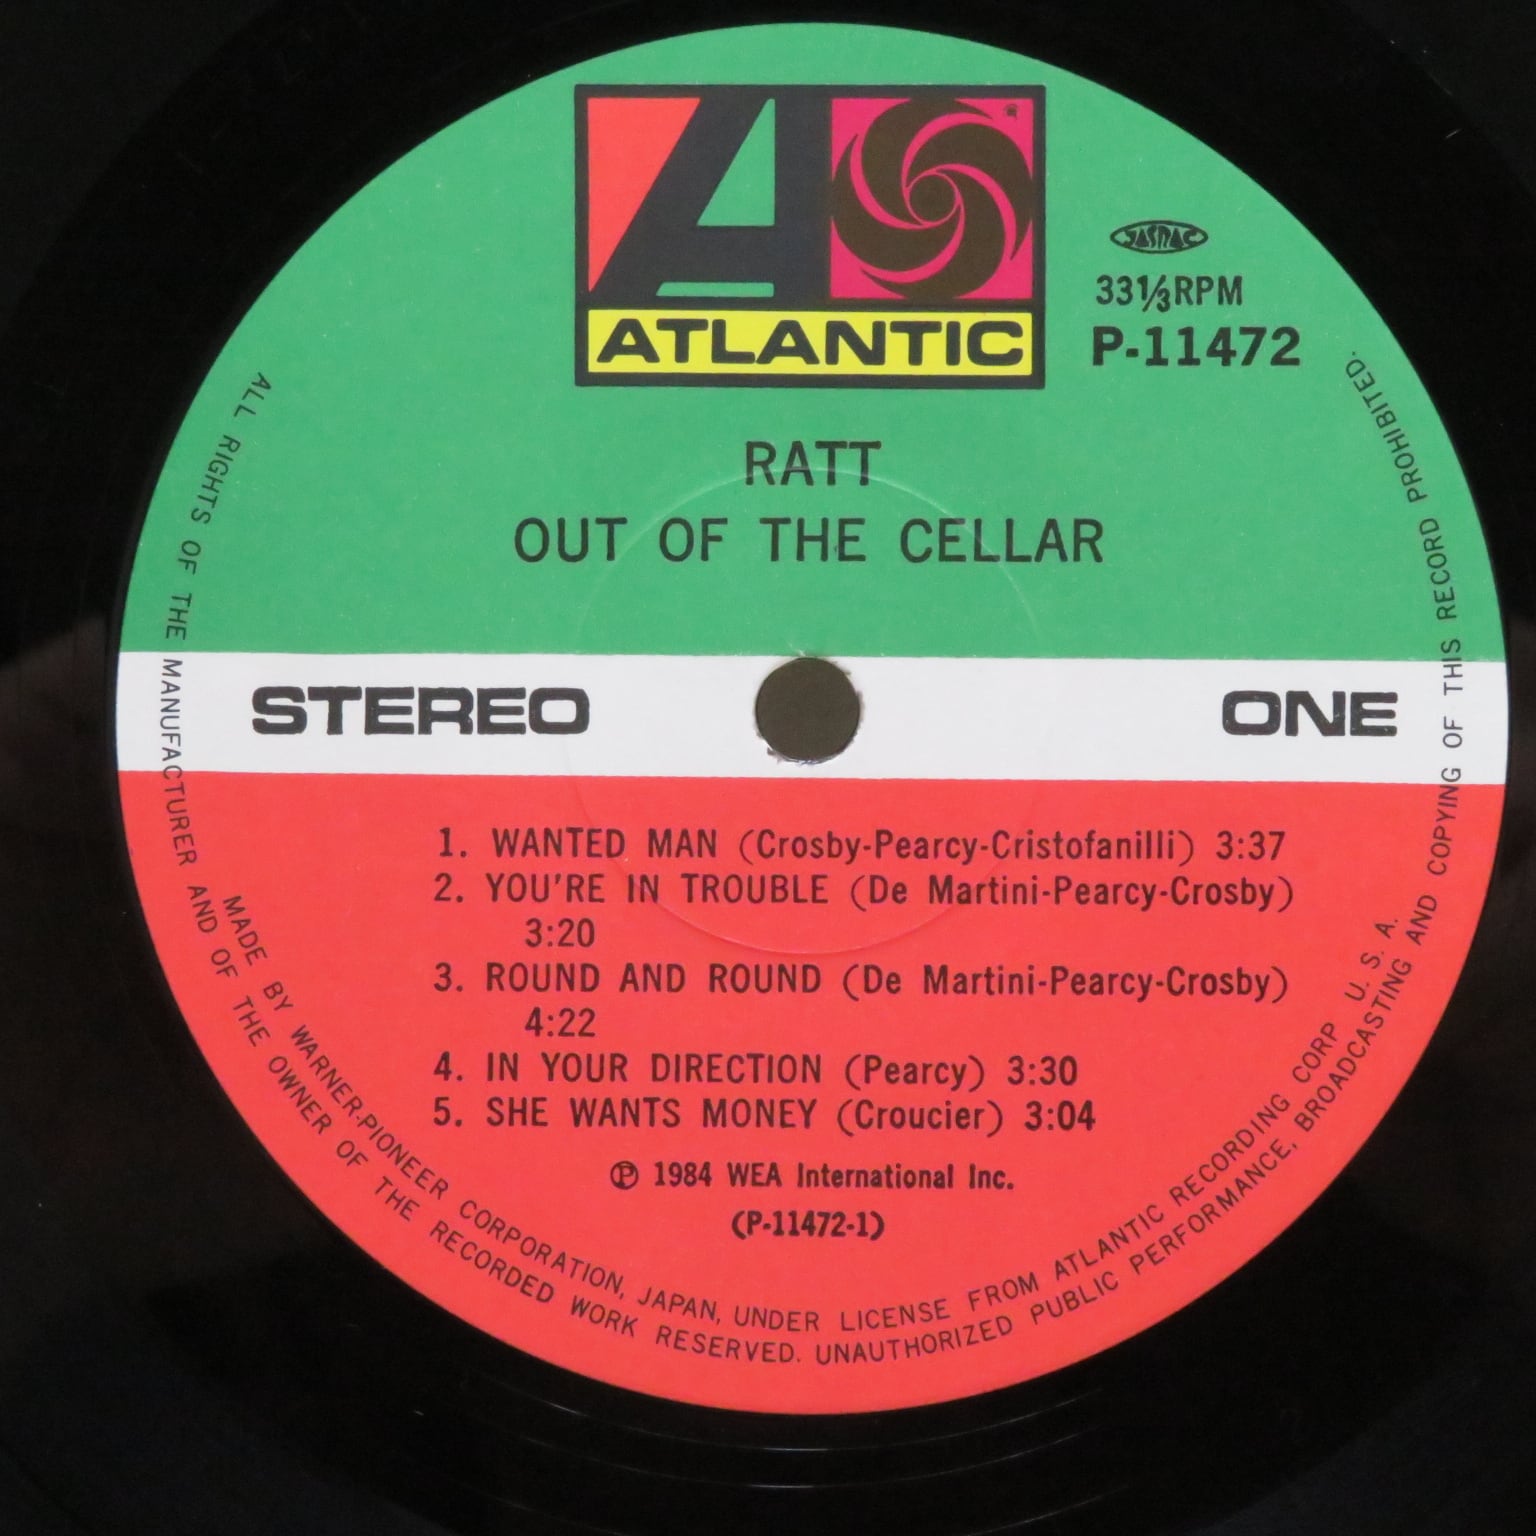 ATLANTIC
JASRAC
33⅓RPM
P-11472
RATT
OUT OF THE CELLAR
STEREO
ONE
1. WANTED MAN (Crosby-Pearcy-Cristofanilli) 3:37
2. YOU'RE IN TROUBLE (De Martini-Pearcy-Crosby)
3:20
3. ROUND AND ROUND (De Martini-Pearcy-Crosby)
4:22
4. IN YOUR DIRECTION (Pearcy) 3:30
5. SHE WANTS MONEY (Croucier) 3:04
Ⓟ 1984 WEA International Inc.
(P-11472-1)
MADE BY WARNER-PIONEER CORPORATION, JAPAN, UNDER LICENSE FROM ATLANTIC RECORDING CORP U. S. A.
ALL RIGHTS OF THE MANUFACTURER AND OF THE OWNER OF THE RECORDED WORK RESERVED. UNAUTHORIZED PUBLIC PERFORMANCE, BROADCASTING AND COPYING OF THIS RECORD PROHIBITED.